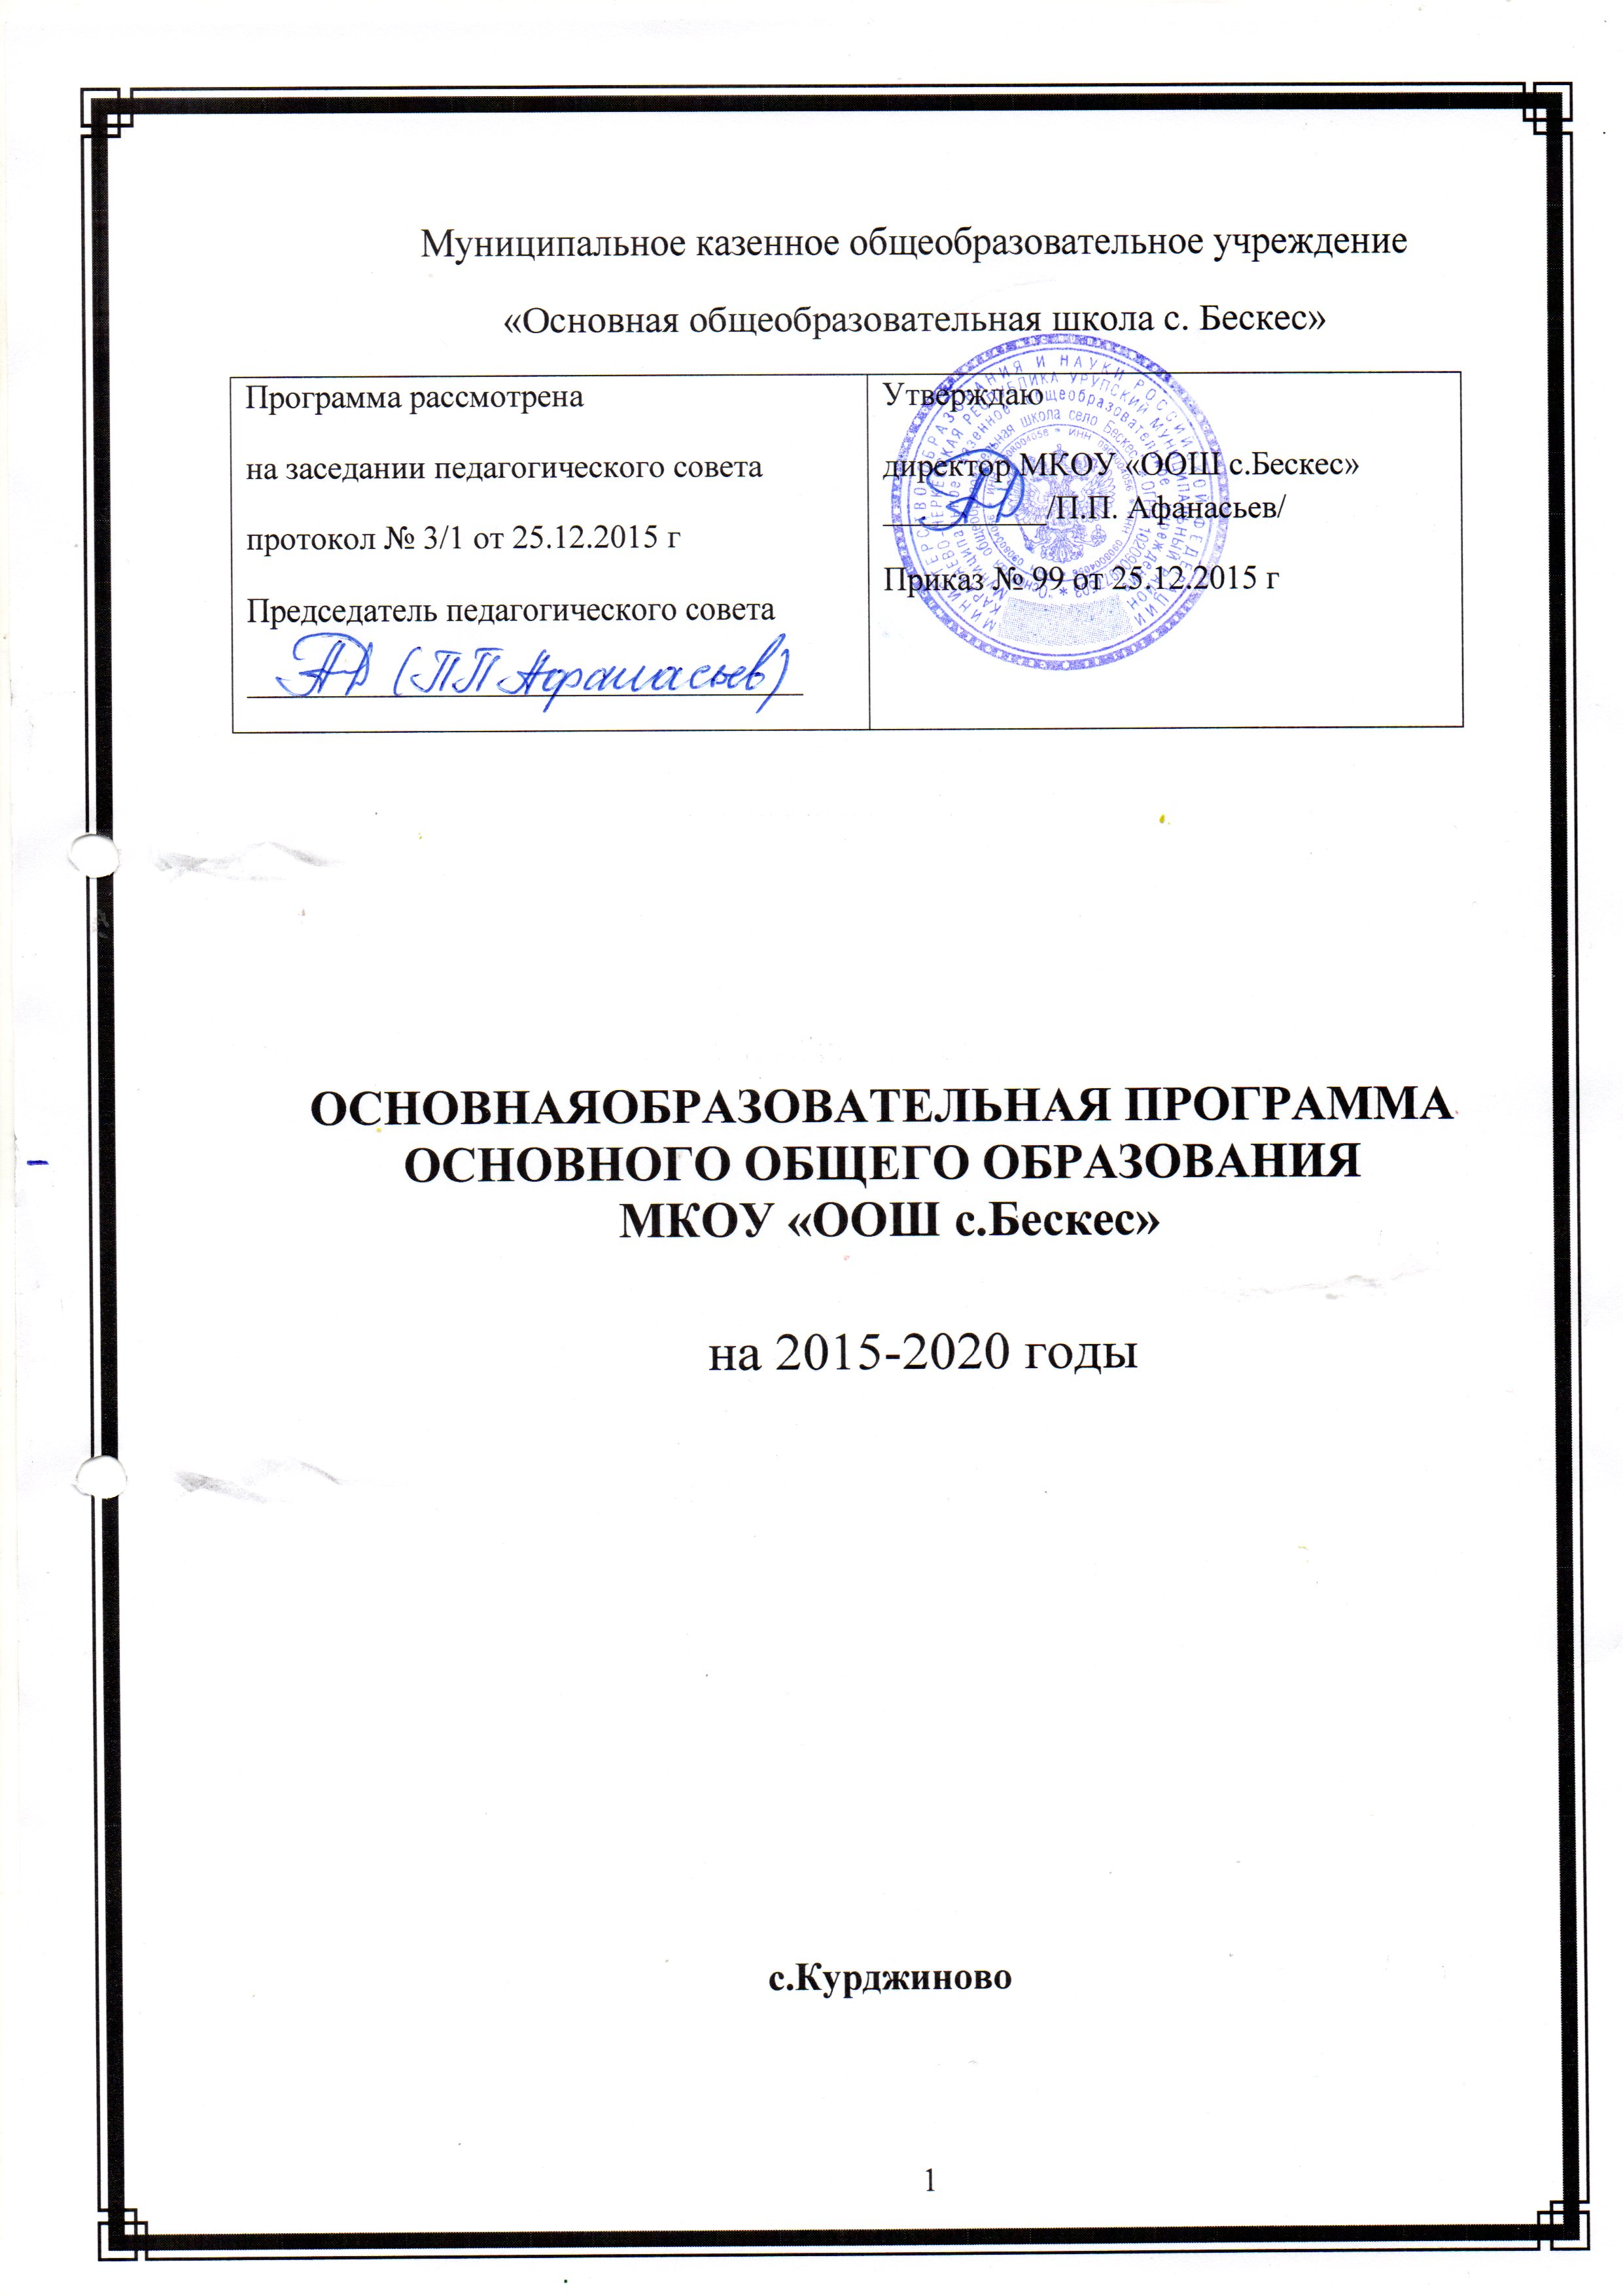 Муниципальное казенное общеобразовательное учреждение
«Основная общеобразовательная школа с. Бескес»
Программа рассмотрена
на заседании педагогического совета
протокол № 3/1 от 25.12.2015 г
Председатель педагогического совета
(ПП Афанасьев)
Утверждаю
директор МКОУ «ООШ с.Бескес»
/П.П. Афанасьев/
Приказ № 99 от 25.12.2015 г
ОСНОВНАЯОБРАЗОВАТЕЛЬНАЯ ПРОГРАММА
ОСНОВНОГО ОБЩЕГО ОБРАЗОВАНИЯ
МКОУ «ООШ с.Бескес»
на 2015-2020 годы
с.Курджиново
1